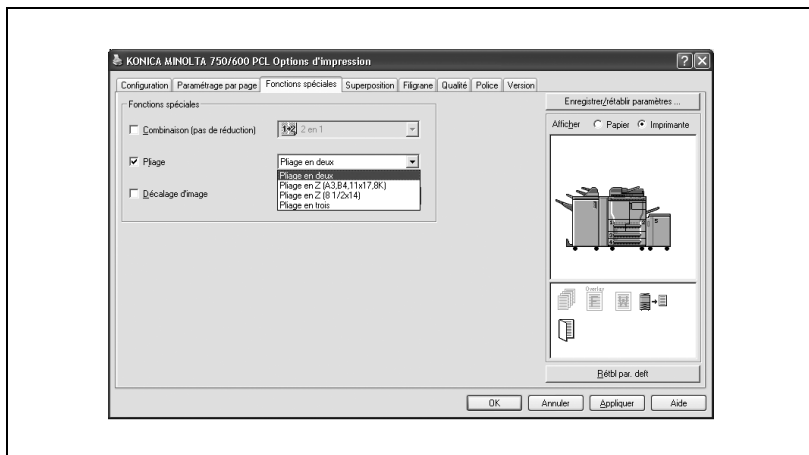 KONICA MINOLTA 750/600 PCL Options d'impression
Configuration Paramétrage par page Fonctions spéciales Superposition Filigrane Qualité Police Version
Fonctions spéciales
Combinaison (pas de réduction) 2 en 1
Pliage Pliage en deux
Pliage en deux
Pliage en Z (A3,B4,11x17,8K)
Pliage en Z (8 1/2x14)
Pliage en trois
Décalage d'image
Enregistrer/rétablir paramètres ...
Afficher Papier Imprimante
Overlay
Rétbl par. deft
OK Annuler Appliquer Aide